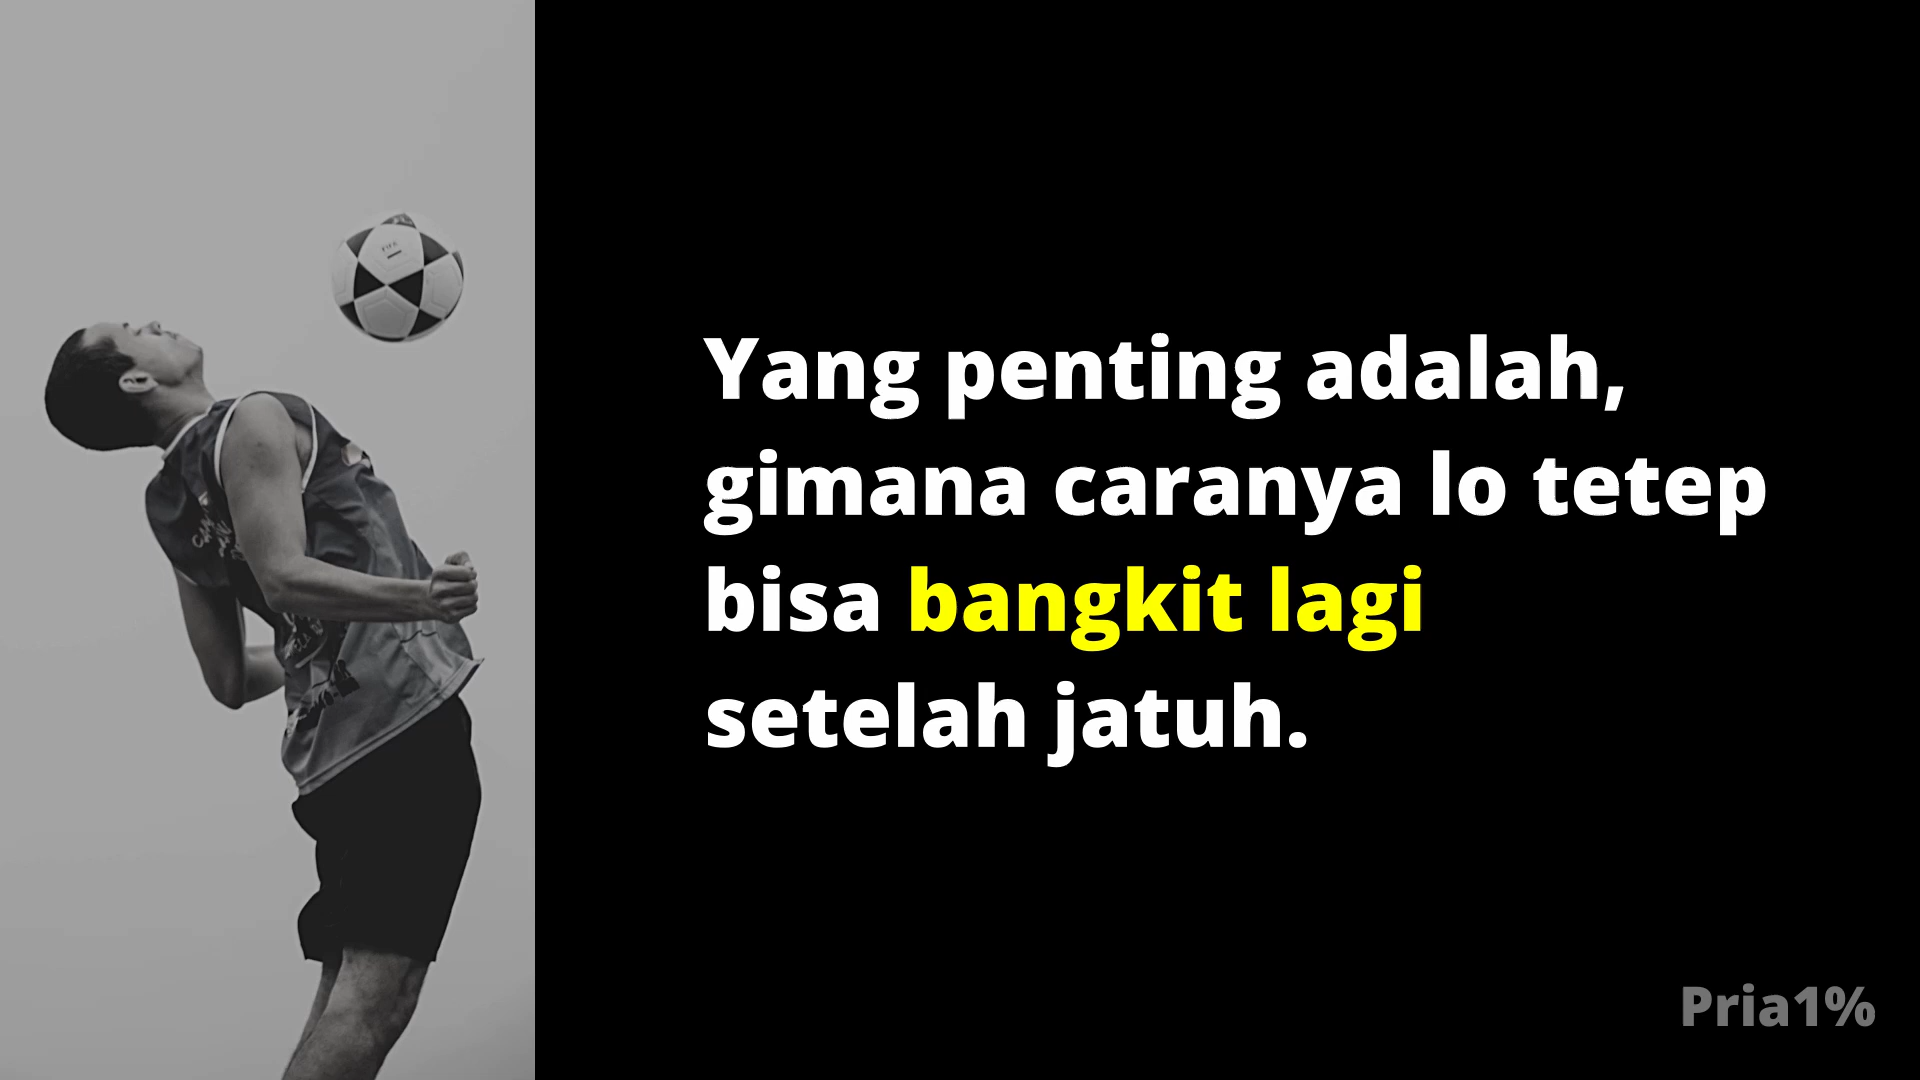 Yang penting adalah,
gimana caranya lo tetep
bisa bangkit lagi
setelah jatuh.
Pria1%